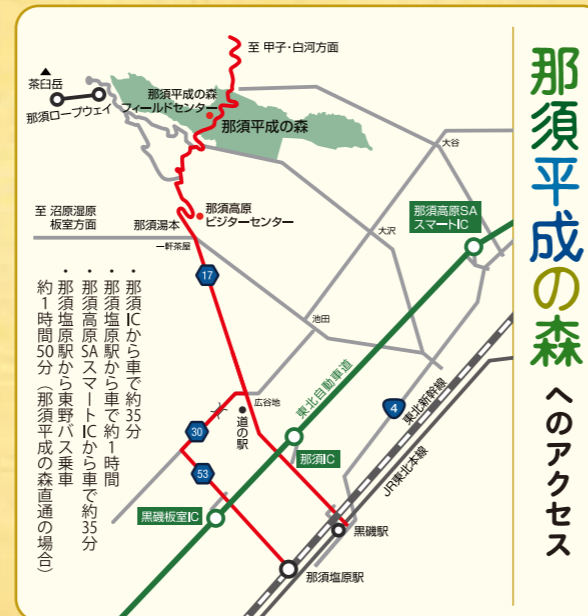 那須平成の森 へのアクセス
至 甲子・白河方面
茶臼岳
那須ロープウェイ
那須平成の森
フィールドセンター
那須平成の森
大谷
至 沼原湿原
板室方面
那須湯本
那須高原
ビジターセンター
一軒茶屋
大沢
那須高原SA
スマートIC
17
池田
東北自動車道
広谷地
道の駅
30
53
4
東北新幹線
JR東北本線
那須IC
黒磯板室IC
黒磯駅
那須塩原駅
・那須ICから車で約35分
・那須塩原駅から車で約1時間
・那須高原SAスマートICから車で約35分
・那須塩原駅から東野バス乗車
約1時間50分（那須平成の森直通の場合）